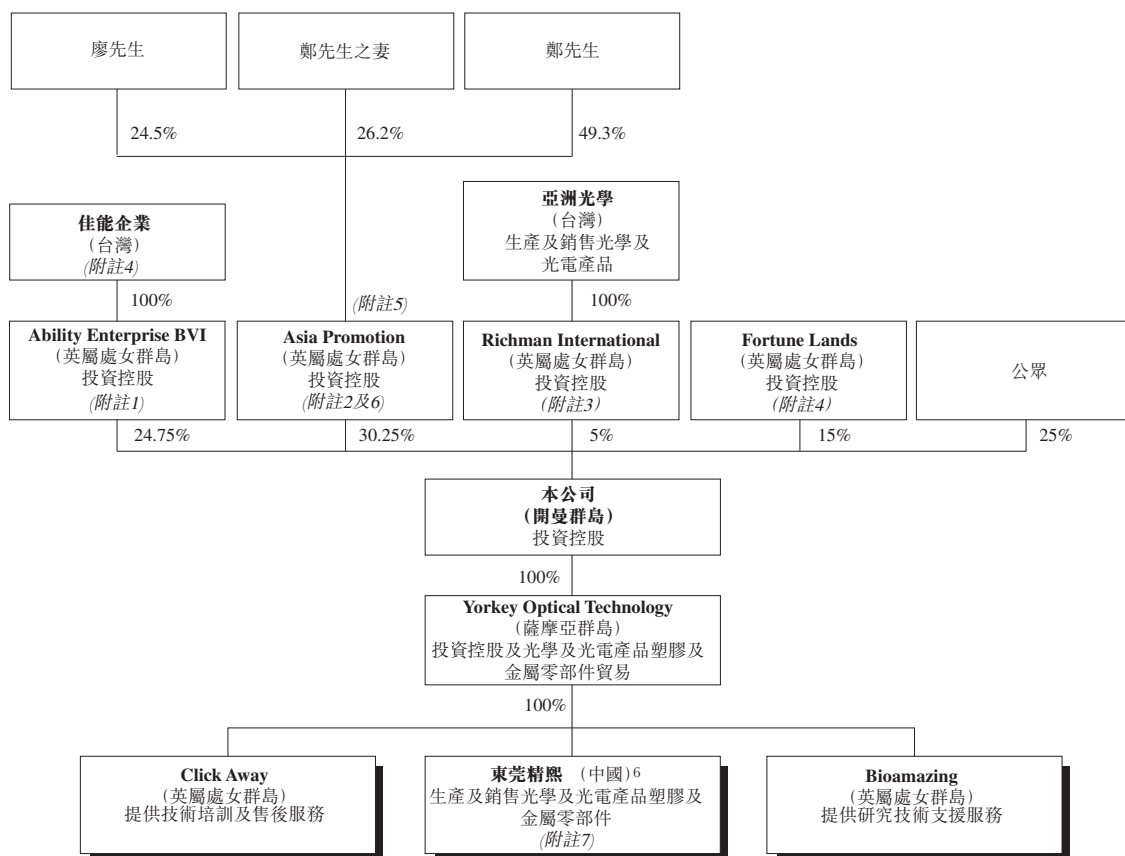 廖先生
鄭先生之妻
鄭先生
24.5%
26.2%
49.3%
佳能企業
(台灣)
(附註4)
亞洲光學
(台灣)
生產及銷售光學及
光電產品
100%
(附註5)
100%
Ability Enterprise BVI
(英屬處女群島)
投資控股
(附註1)
Asia Promotion
(英屬處女群島)
投資控股
(附註2及6)
Richman International
(英屬處女群島)
投資控股
(附註3)
Fortune Lands
(英屬處女群島)
投資控股
(附註4)
公眾
24.75%
30.25%
5%
15%
25%
本公司
(開曼群島)
投資控股
100%
Yorkey Optical Technology
(薩摩亞群島)
投資控股及光學及光電產品塑膠及
金屬零部件貿易
100%
Click Away
(英屬處女群島)
提供技術培訓及售後服務
東莞精熙 (中國)6
生產及銷售光學及光電產品塑膠及
金屬零部件
(附註7)
Bioamazing
(英屬處女群島)
提供研究技術支援服務